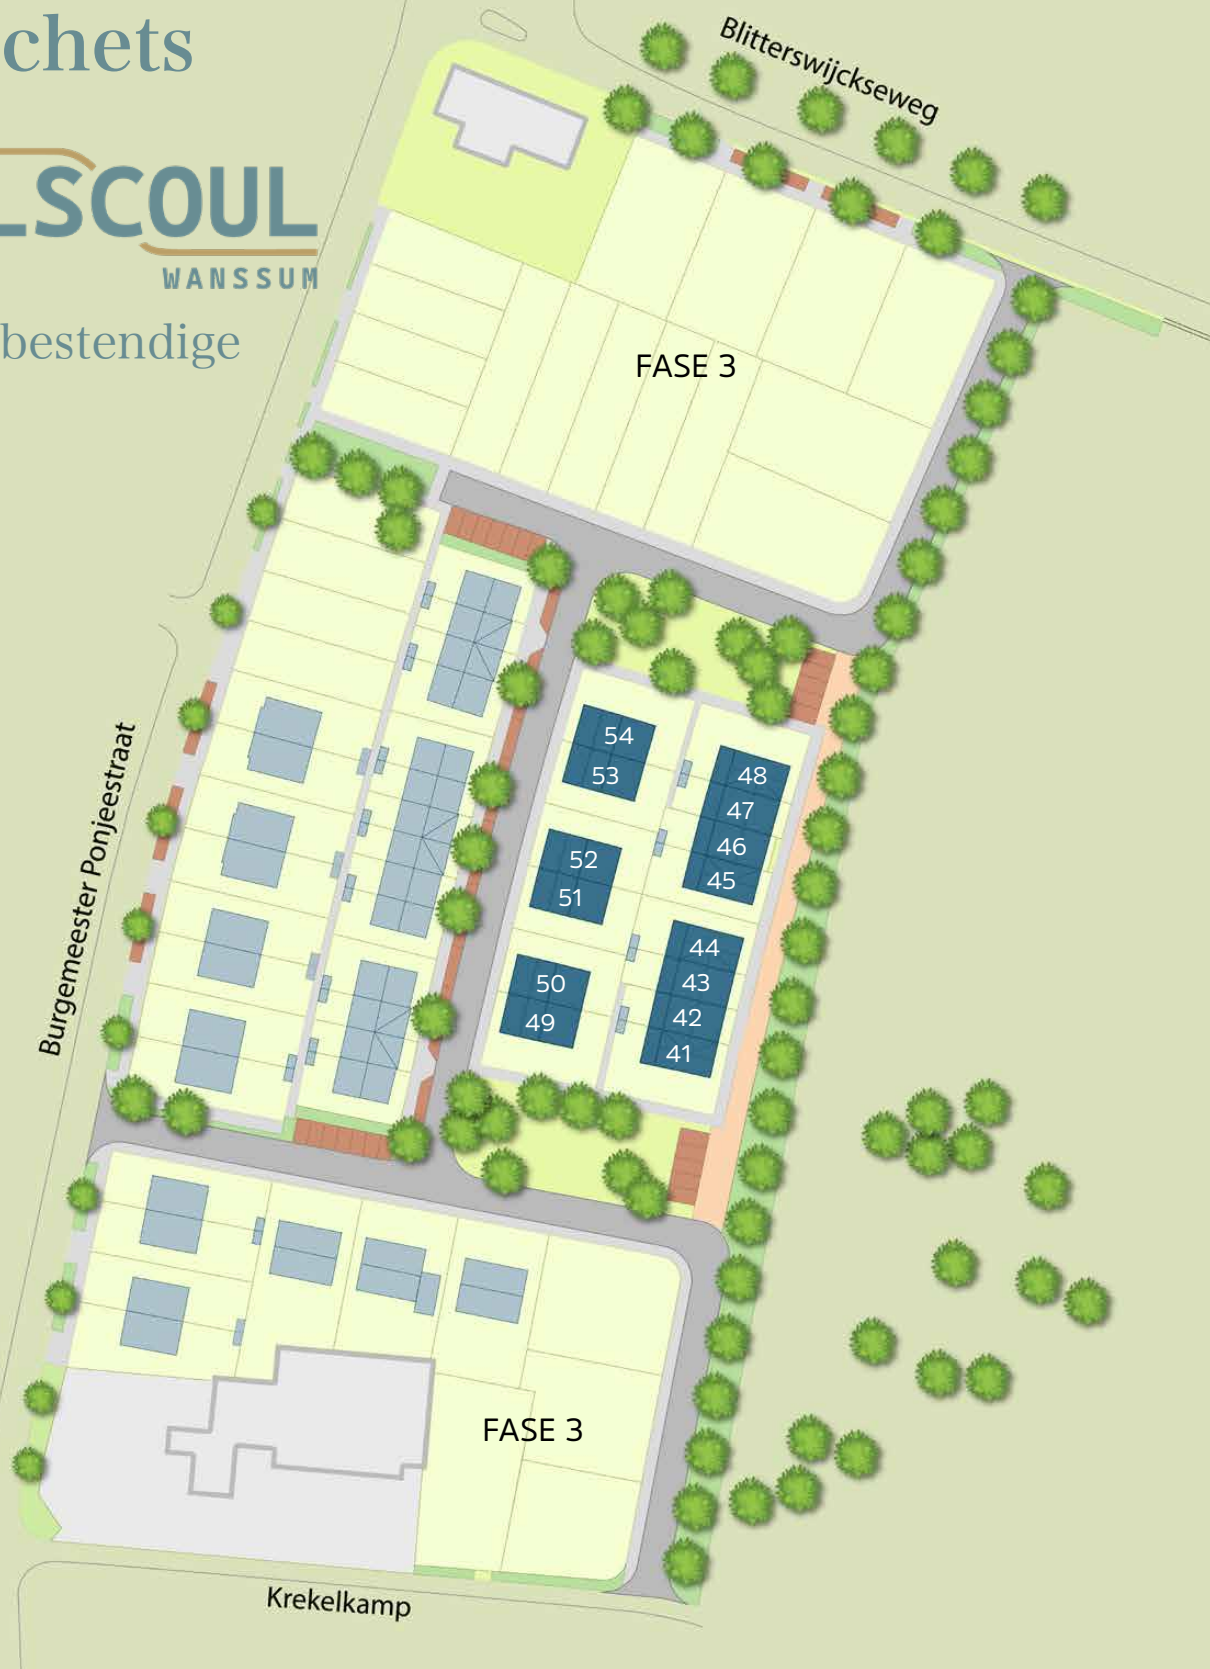 chets
LSCOUL
WANSSUM
bestendige
Blitterswijckseweg
FASE 3
Burgemeester Ponjeestraat
54
53
48
47
46
45
52
51
44
43
42
41
50
49
FASE 3
Krekelkamp